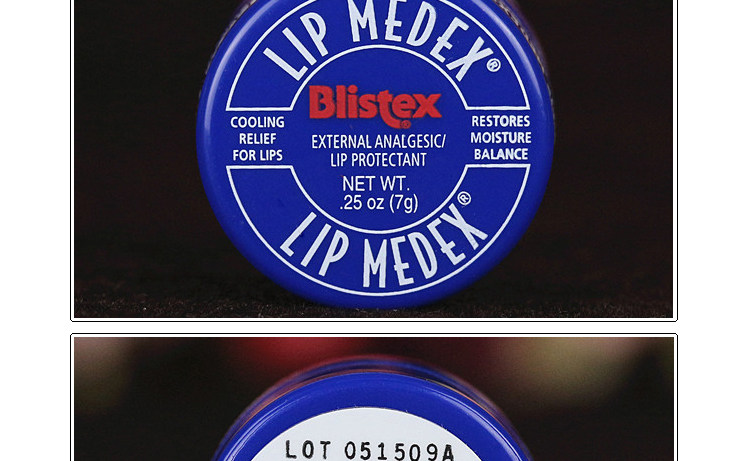 LIP MEDEX®
Blistex®
COOLING
RELIEF
FOR LIPS
EXTERNAL ANALGESIC/
LIP PROTECTANT
RESTORES
MOISTURE
BALANCE
NET WT.
.25 oz (7g)
LIP MEDEX®
LOT 051509A